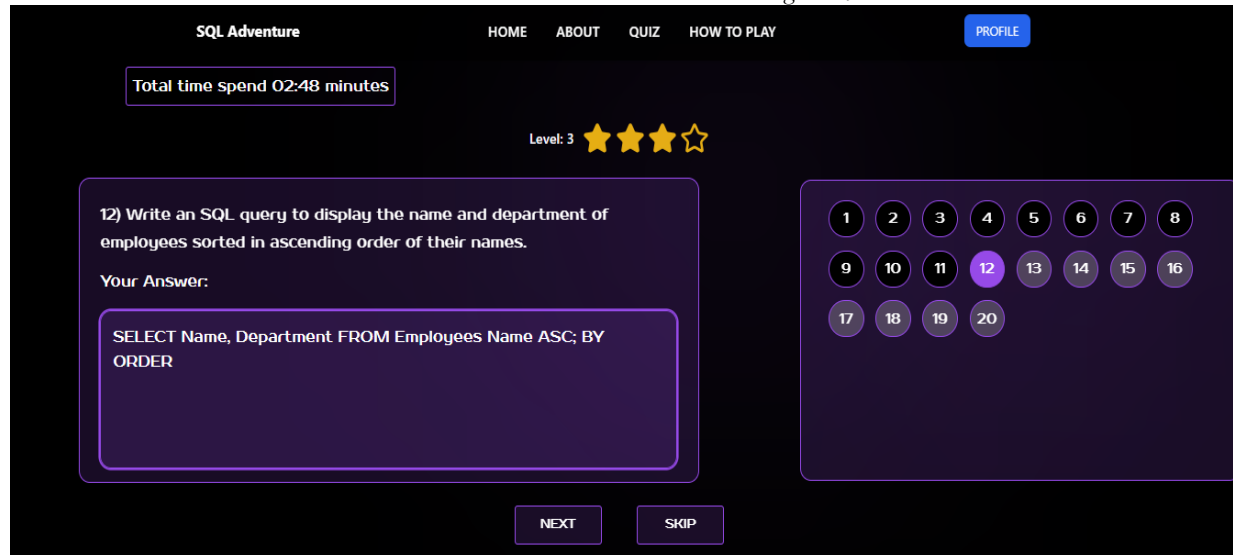 SQL Adventure HOME ABOUT QUIZ HOW TO PLAY PROFILE
Total time spend 02:48 minutes
Level: 3
12) Write an SQL query to display the name and department of
employees sorted in ascending order of their names.
Your Answer:
SELECT Name, Department FROM Employees Name ASC; BY
ORDER
1 2 3 4 5 6 7 8
9 10 11 12 13 14 15 16
17 18 19 20
NEXT SKIP